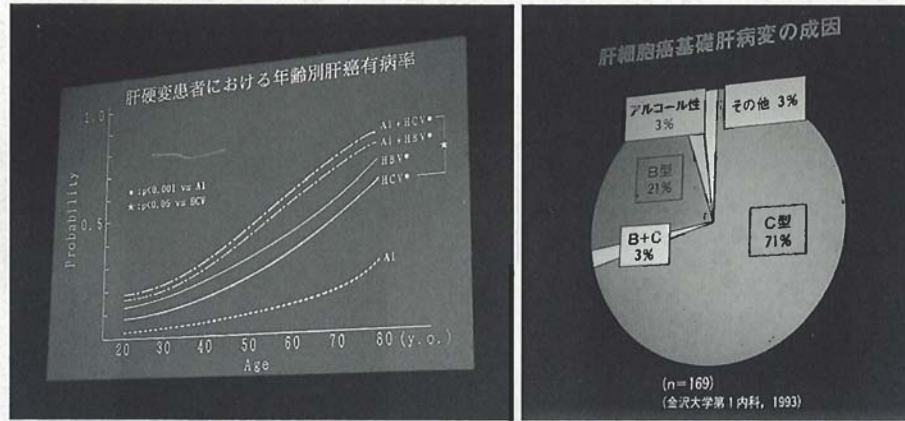 肝硬変患者における年齢別肝癌有病率
1.0
0.5
Probability
●:p<0.001 vs Al
★:p<0.05 vs HCV
Al+HCV●
Al+HBV●
HBV●
HCV●
★
Al
20 30 40 50 60 70 80 (y.o.)
Age
肝細胞癌基礎肝病変の成因
アルコール性
3%
その他 3%
B型
21%
B+C
3%
C型
71%
(n=169)
(金沢大学第1内科, 1993)